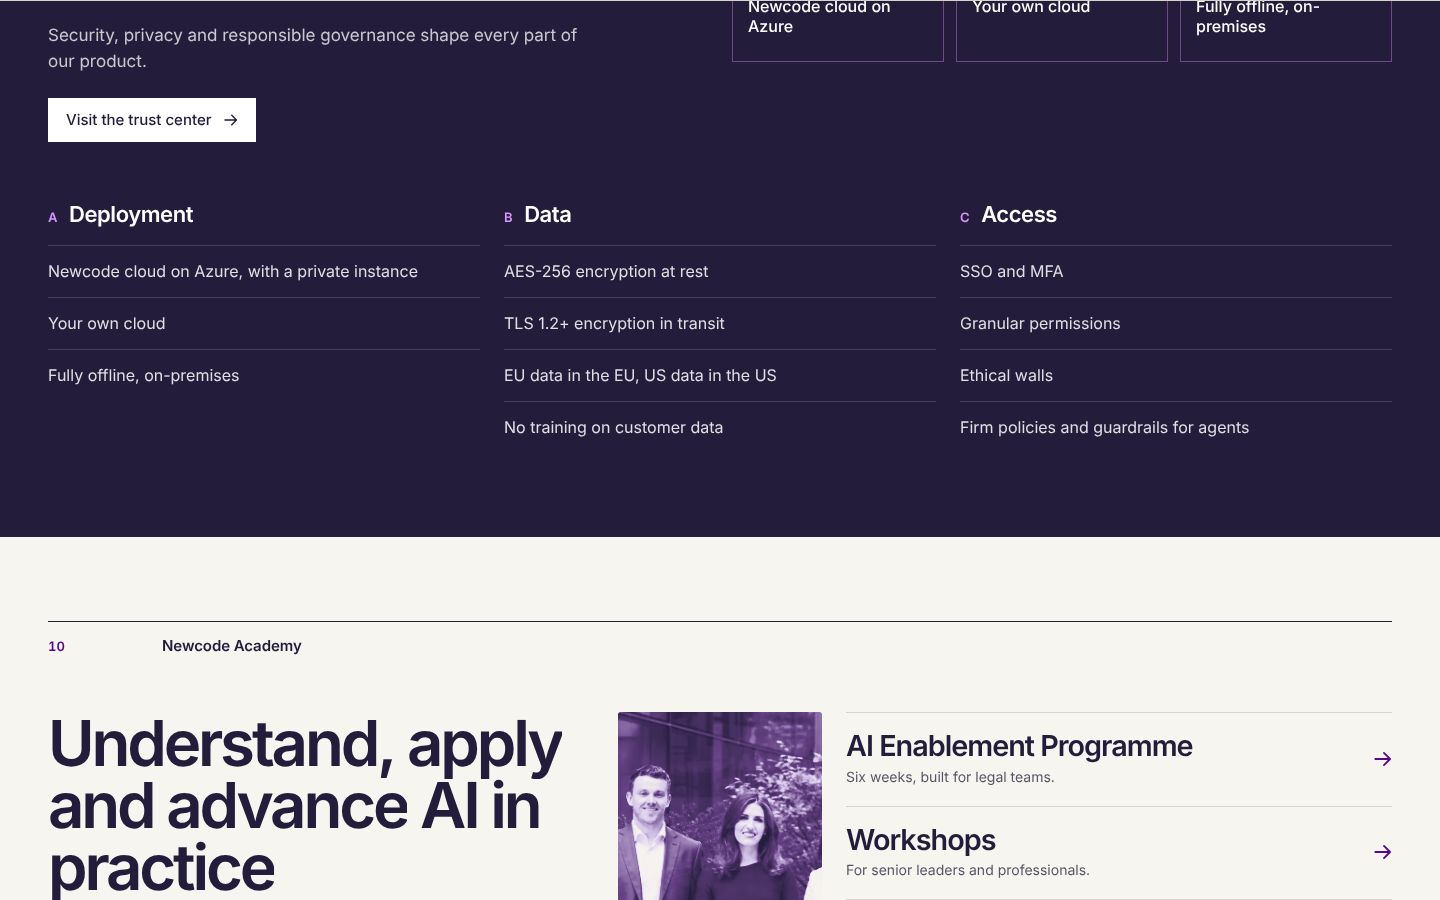 Security, privacy and responsible governance shape every part of
our product.
Visit the trust center
Newcode cloud on
Azure
Your own cloud
Fully offline, on-
premises
A Deployment
Newcode cloud on Azure, with a private instance
Your own cloud
Fully offline, on-premises
B Data
AES-256 encryption at rest
TLS 1.2+ encryption in transit
EU data in the EU, US data in the US
No training on customer data
C Access
SSO and MFA
Granular permissions
Ethical walls
Firm policies and guardrails for agents
10 Newcode Academy
Understand, apply
and advance AI in
practice
AI Enablement Programme
Six weeks, built for legal teams.
Workshops
For senior leaders and professionals.